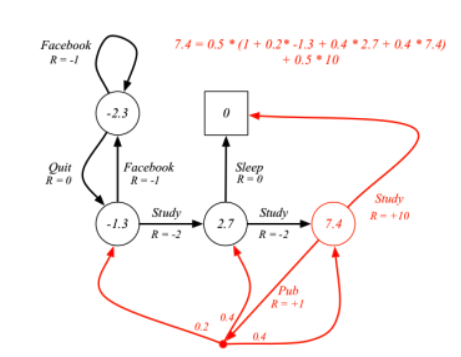 Facebook
R = -1
7.4 = 0.5 * (1 + 0.2* -1.3 + 0.4 * 2.7 + 0.4 * 7.4)
+ 0.5 * 10
-2.3
0
Quit
R = 0
Facebook
R = -1
Sleep
R = 0
Study
R = +10
-1.3
Study
R = -2
2.7
Study
R = -2
7.4
Pub
R = +1
0.2
0.4
0.4